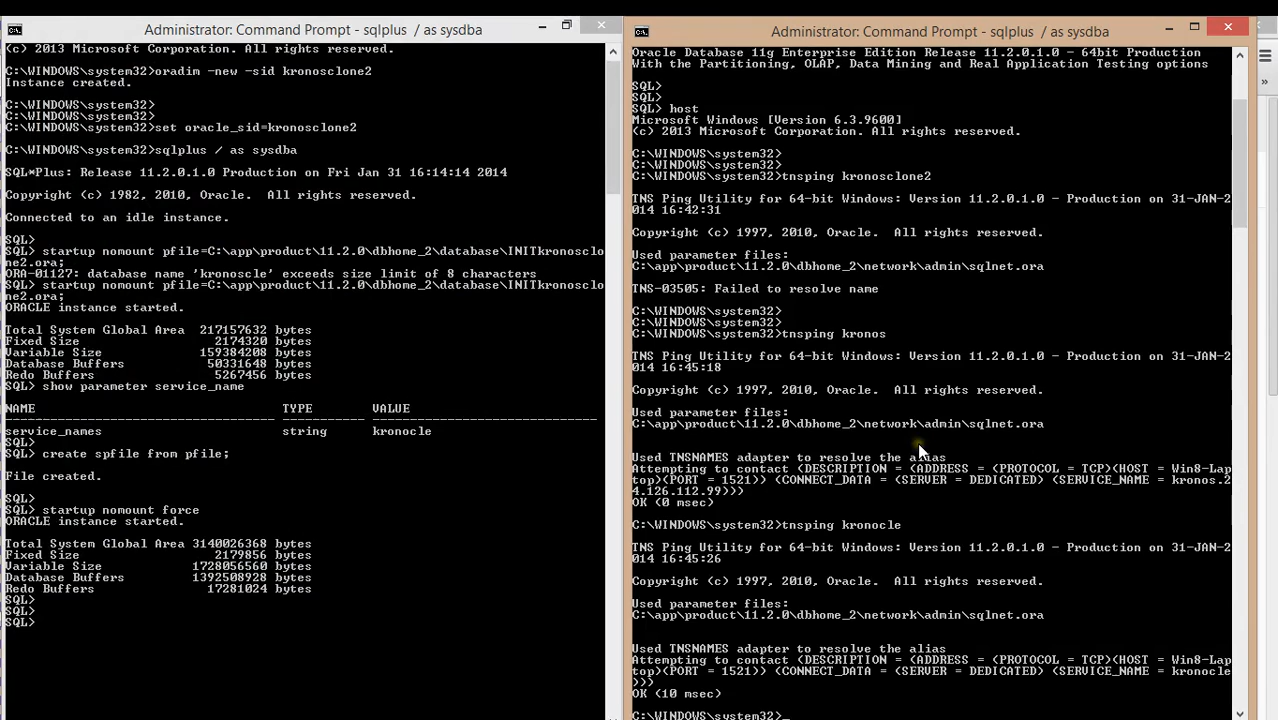 Administrator: Command Prompt - sqlplus / as sysdba
(c) 2013 Microsoft Corporation. All rights reserved.
C:\WINDOWS\system32>oradim -new -sid kronosclone2
Instance created.
C:\WINDOWS\system32>
C:\WINDOWS\system32>
C:\WINDOWS\system32>set oracle_sid=kronosclone2
C:\WINDOWS\system32>sqlplus / as sysdba
SQL*Plus: Release 11.2.0.1.0 Production on Fri Jan 31 16:14:14 2014
Copyright (c) 1982, 2010, Oracle.  All rights reserved.
Connected to an idle instance.
SQL>
SQL> startup nomount pfile=C:\app\product\11.2.0\dbhome_2\database\INITkronosclo
ne2.ora;
ORA-01127: database name 'kronoscle' exceeds size limit of 8 characters
SQL> startup nomount pfile=C:\app\product\11.2.0\dbhome_2\database\INITkronosclo
ne2.ora;
ORACLE instance started.
Total System Global Area  217157632 bytes
Fixed Size                  2174320 bytes
Variable Size             159384208 bytes
Database Buffers           50331648 bytes
Redo Buffers                5267456 bytes
SQL> show parameter service_name
NAME                                 TYPE        VALUE
------------------------------------ ----------- ------------------------------
service_names                        string      kronocle
SQL>
SQL> create spfile from pfile;
File created.
SQL>
SQL> startup nomount force
ORACLE instance started.
Total System Global Area 3140026368 bytes
Fixed Size                  2179856 bytes
Variable Size            1728056560 bytes
Database Buffers         1392508928 bytes
Redo Buffers               17281024 bytes
SQL>
SQL>
SQL>
Administrator: Command Prompt - sqlplus / as sysdba
Oracle Database 11g Enterprise Edition Release 11.2.0.1.0 - 64bit Production
With the Partitioning, OLAP, Data Mining and Real Application Testing options
SQL>
SQL>
SQL> host
Microsoft Windows [Version 6.3.9600]
(c) 2013 Microsoft Corporation. All rights reserved.
C:\WINDOWS\system32>
C:\WINDOWS\system32>
C:\WINDOWS\system32>tnsping kronosclone2
TNS Ping Utility for 64-bit Windows: Version 11.2.0.1.0 - Production on 31-JAN-2
014 16:42:31
Copyright (c) 1997, 2010, Oracle.  All rights reserved.
Used parameter files:
C:\app\product\11.2.0\dbhome_2\network\admin\sqlnet.ora
TNS-03505: Failed to resolve name
C:\WINDOWS\system32>
C:\WINDOWS\system32>
C:\WINDOWS\system32>tnsping kronos
TNS Ping Utility for 64-bit Windows: Version 11.2.0.1.0 - Production on 31-JAN-2
014 16:45:18
Copyright (c) 1997, 2010, Oracle.  All rights reserved.
Used parameter files:
C:\app\product\11.2.0\dbhome_2\network\admin\sqlnet.ora
Used TNSNAMES adapter to resolve the alias
Attempting to contact (DESCRIPTION = (ADDRESS = (PROTOCOL = TCP)(HOST = Win8-Lap
top)(PORT = 1521)) (CONNECT_DATA = (SERVER = DEDICATED) (SERVICE_NAME = kronos.2
4.126.112.99)))
OK (0 msec)
C:\WINDOWS\system32>tnsping kronocle
TNS Ping Utility for 64-bit Windows: Version 11.2.0.1.0 - Production on 31-JAN-2
014 16:45:26
Copyright (c) 1997, 2010, Oracle.  All rights reserved.
Used parameter files:
C:\app\product\11.2.0\dbhome_2\network\admin\sqlnet.ora
Used TNSNAMES adapter to resolve the alias
Attempting to contact (DESCRIPTION = (ADDRESS = (PROTOCOL = TCP)(HOST = Win8-Lap
top)(PORT = 1521)) (CONNECT_DATA = (SERVER = DEDICATED) (SERVICE_NAME = kronocle
)))
OK (10 msec)
C:\WINDOWS\system32>_